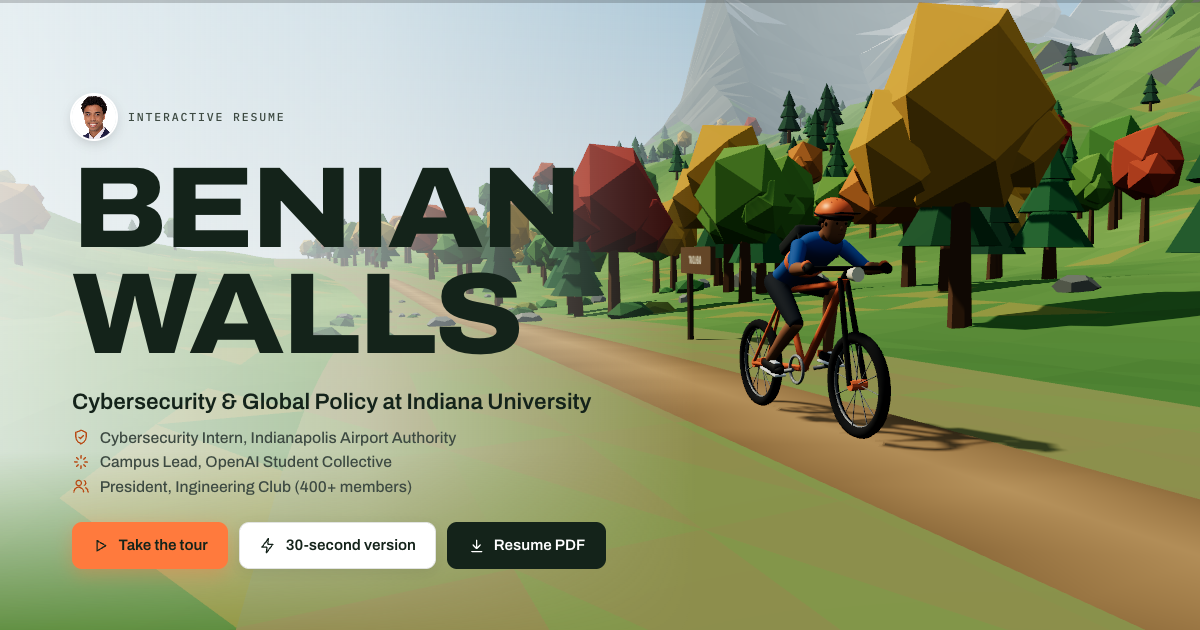 INTERACTIVE RESUME
BENIAN
WALLS
Cybersecurity & Global Policy at Indiana University
Cybersecurity Intern, Indianapolis Airport Authority
Campus Lead, OpenAI Student Collective
President, Ingineering Club (400+ members)
Take the tour
30-second version
Resume PDF